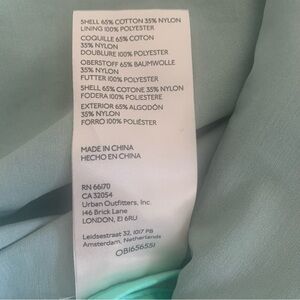 SHELL 65% COTTON 35% NYLON
LINING 100% POLYESTER
COQUILLE 65% COTON
35% NYLON
DOUBLURE 100% POLYESTER
OBERSTOFF 65% BAUMWOLLE
35% NYLON
FUTTER 100% POLYESTER
SHELL 65% COTONE 35% NYLON
FODERA 100% POLIESTERE
EXTERIOR 65% ALGODÓN
35% NYLON
FORRO 100% POLIÉSTER
MADE IN CHINA
HECHO EN CHINA
RN 66170
CA 32054
Urban Outfitters, Inc.
146 Brick Lane
LONDON, E1 6RU
Leidsestraat 32, 1017 PB
Amsterdam, Netherlands
OB1656551